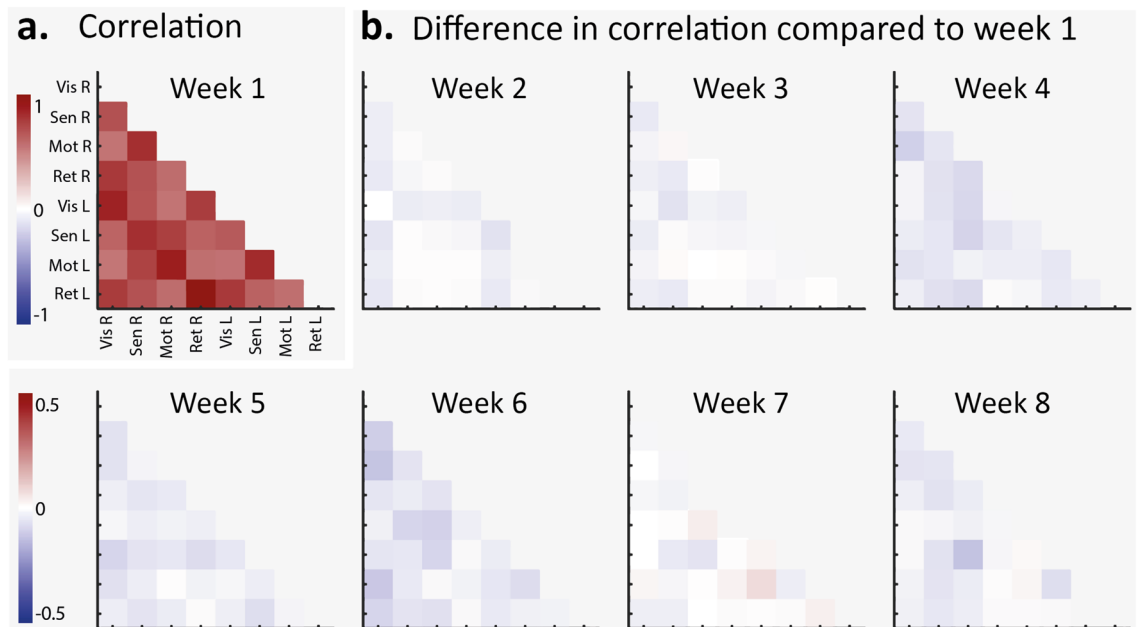 a. Correlation
b. Difference in correlation compared to week 1
Week 1
Week 2
Week 3
Week 4
1
0
-1
Vis R
Sen R
Mot R
Ret R
Vis L
Sen L
Mot L
Ret L
Vis R
Sen R
Mot R
Ret R
Vis L
Sen L
Mot L
Ret L
Week 5
Week 6
Week 7
Week 8
0.5
0
-0.5